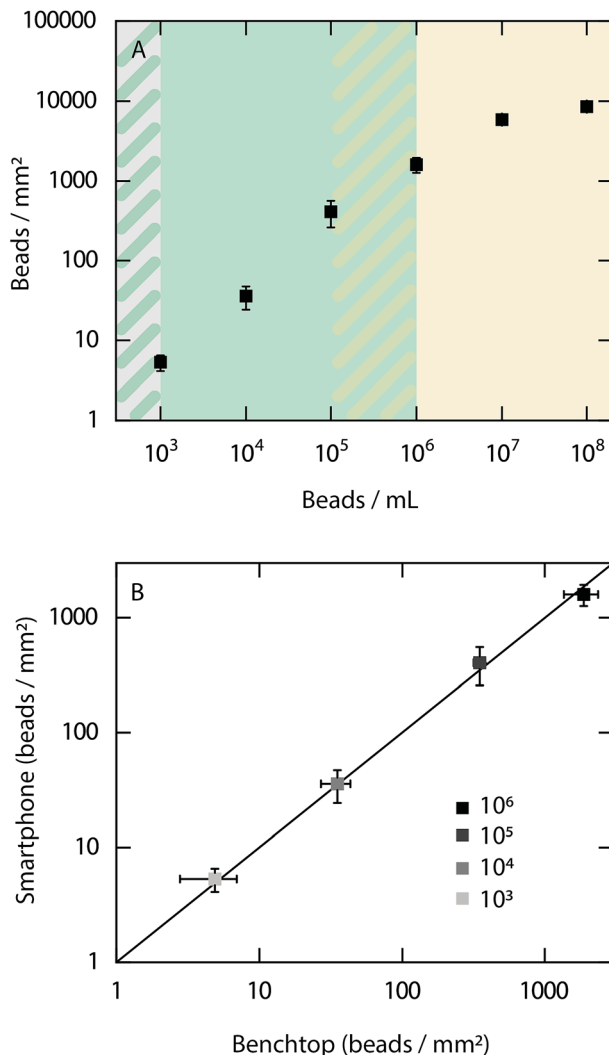 A
100000
10000
1000
100
10
1
Beads / mm²
10³ 10⁴ 10⁵ 10⁶ 10⁷ 10⁸
Beads / mL
B
1000
100
10
1
Smartphone (beads / mm²)
10⁶
10⁵
10⁴
10³
1 10 100 1000
Benchtop (beads / mm²)